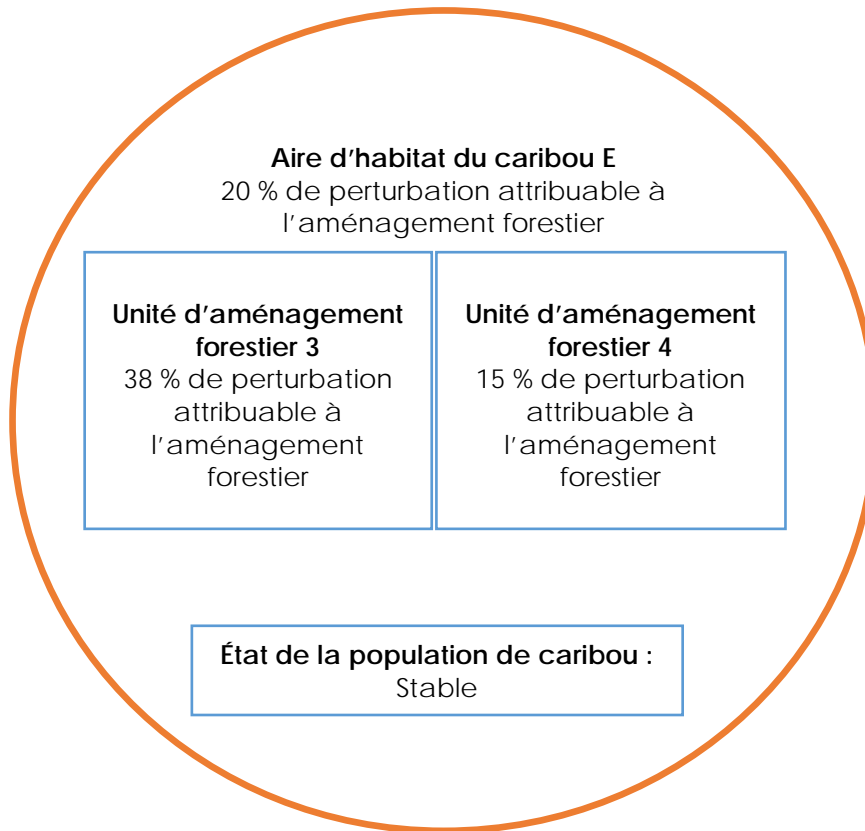 Aire d'habitat du caribou E
20 % de perturbation attribuable à
l'aménagement forestier
Unité d'aménagement
forestier 3
38 % de perturbation
attribuable à
l'aménagement
forestier
Unité d'aménagement
forestier 4
15 % de perturbation
attribuable à
l'aménagement
forestier
État de la population de caribou :
Stable